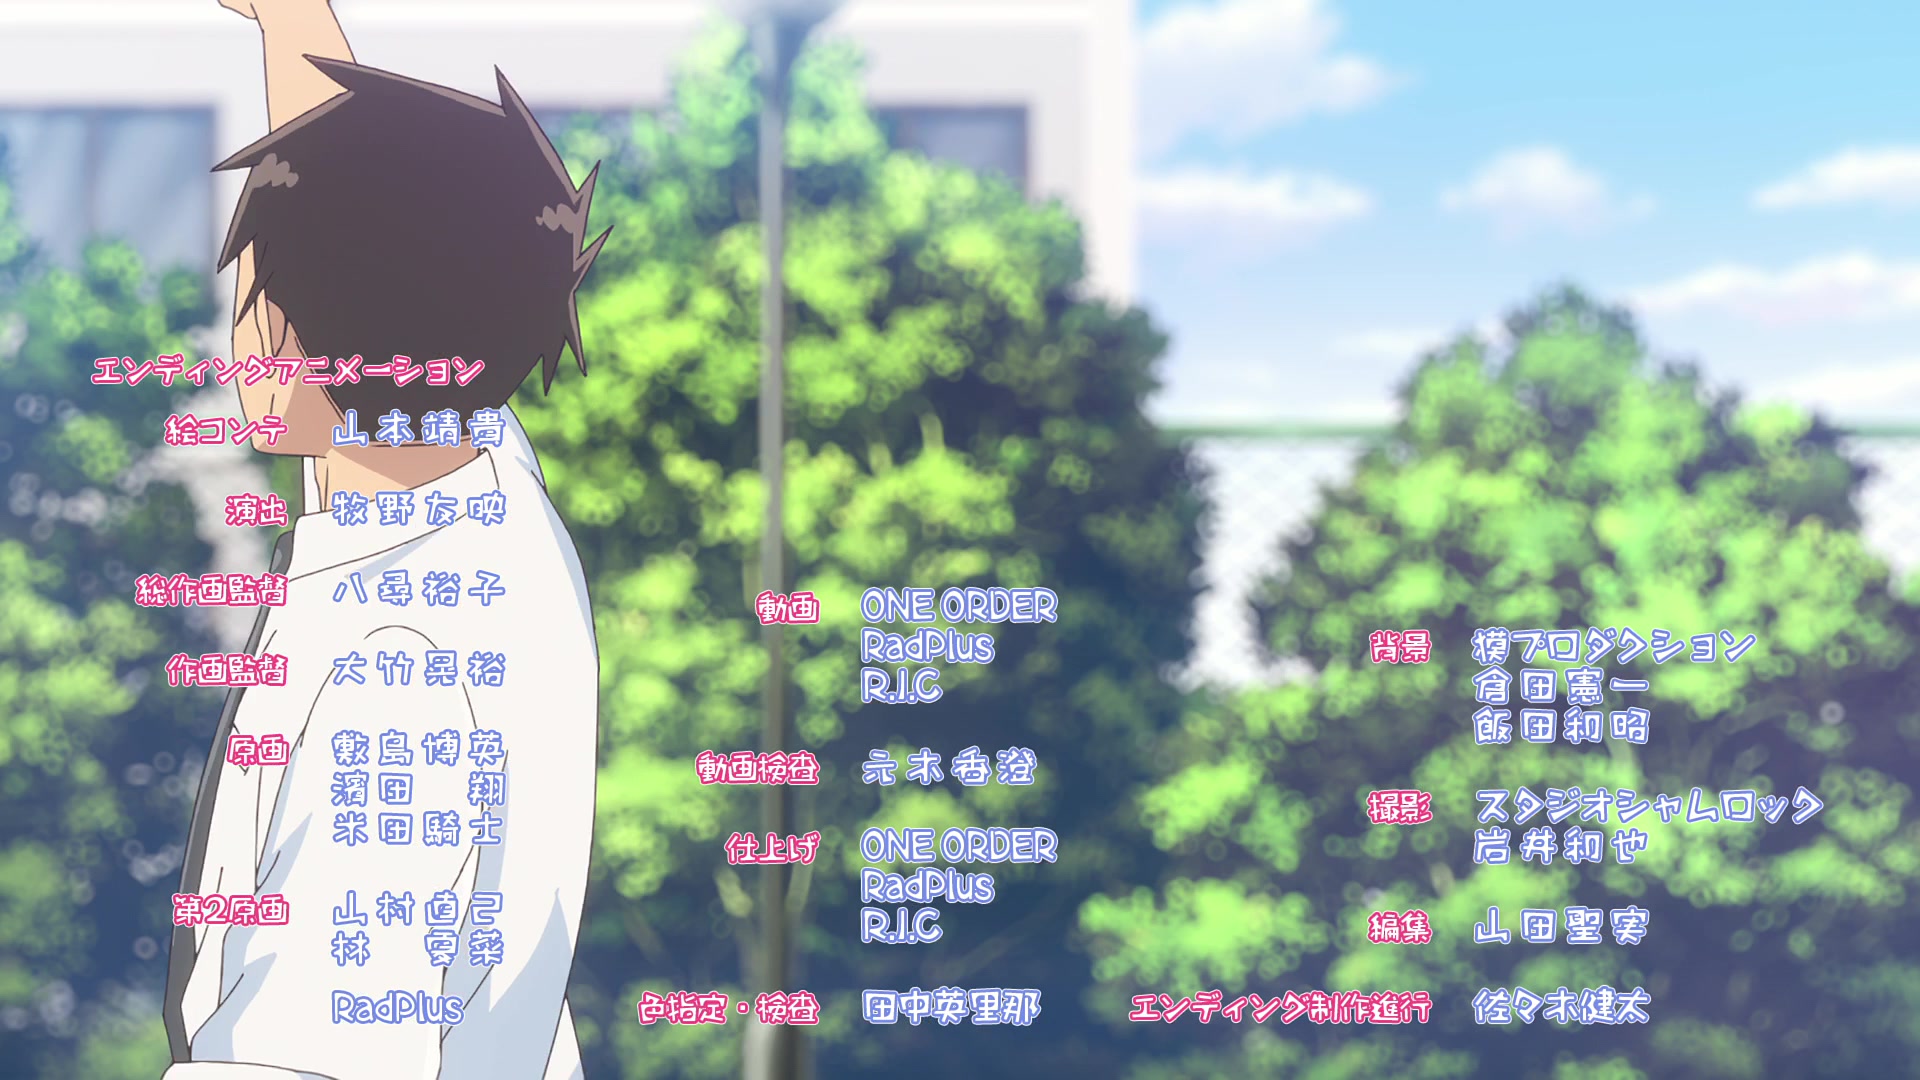 エンディングアニメーション
絵コンテ 山本靖貴
演出 牧野友映
総作画監督 八尋裕子
作画監督 大竹晃裕
原画 敷島博英
濱田 翔
米田騎士
第2原画 山村直己
林 夏菜
RadPlus
動画 ONE ORDER
RadPlus
R.I.C
動画検査 元木香澄
仕上げ ONE ORDER
RadPlus
R.I.C
色指定・検査 田中英里那
背景 獏プロダクション
倉田憲一
飯田和昭
撮影 スタジオシャムロック
岩井和也
編集 山田聖実
エンディング制作進行 佐々木健太